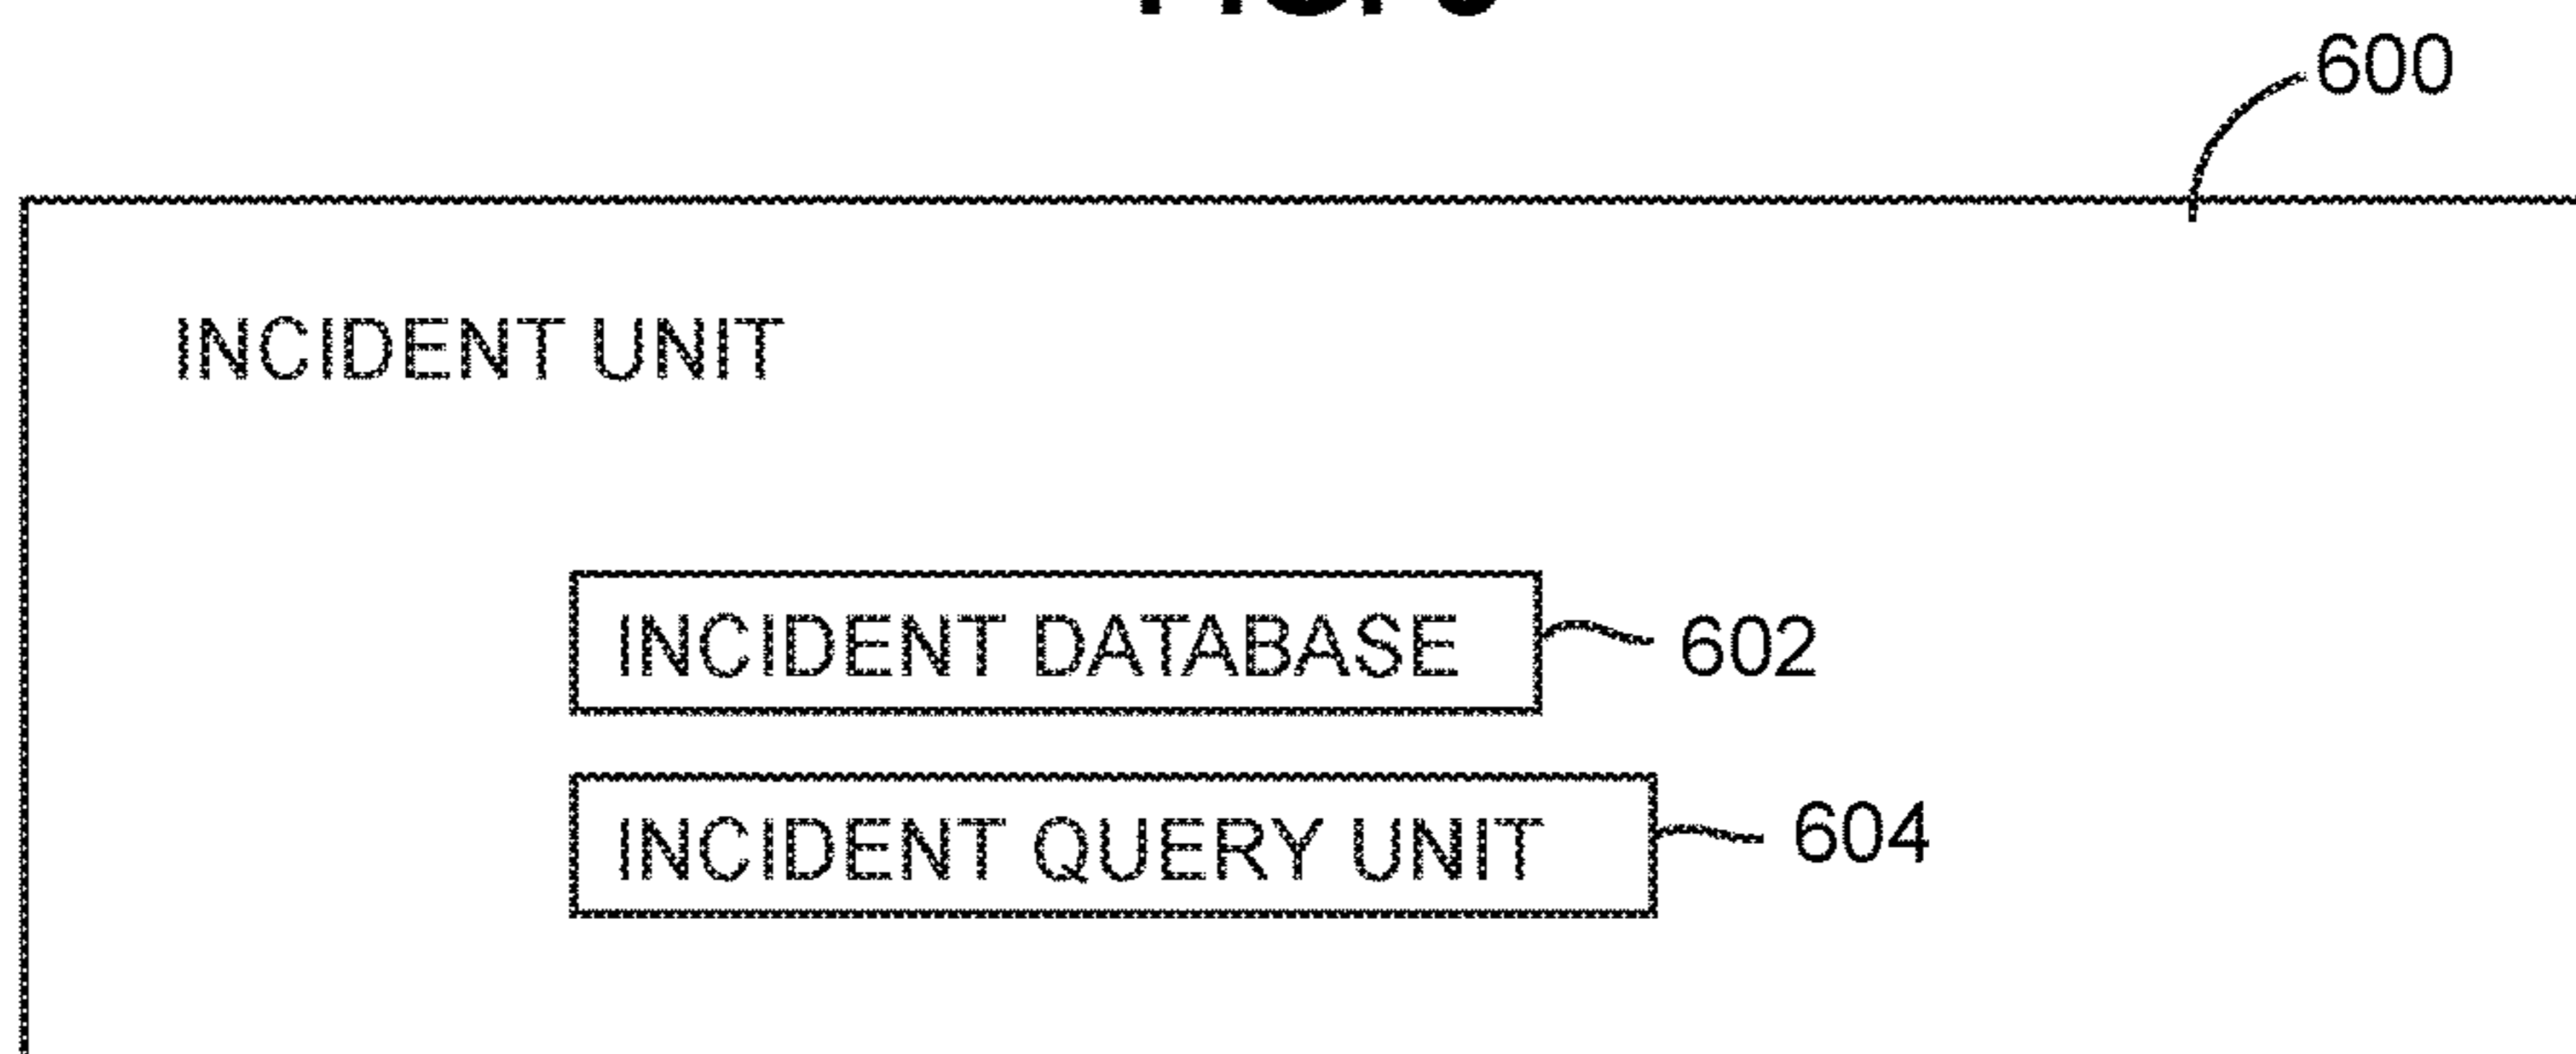 600
INCIDENT UNIT
INCIDENT DATABASE 602
INCIDENT QUERY UNIT 604